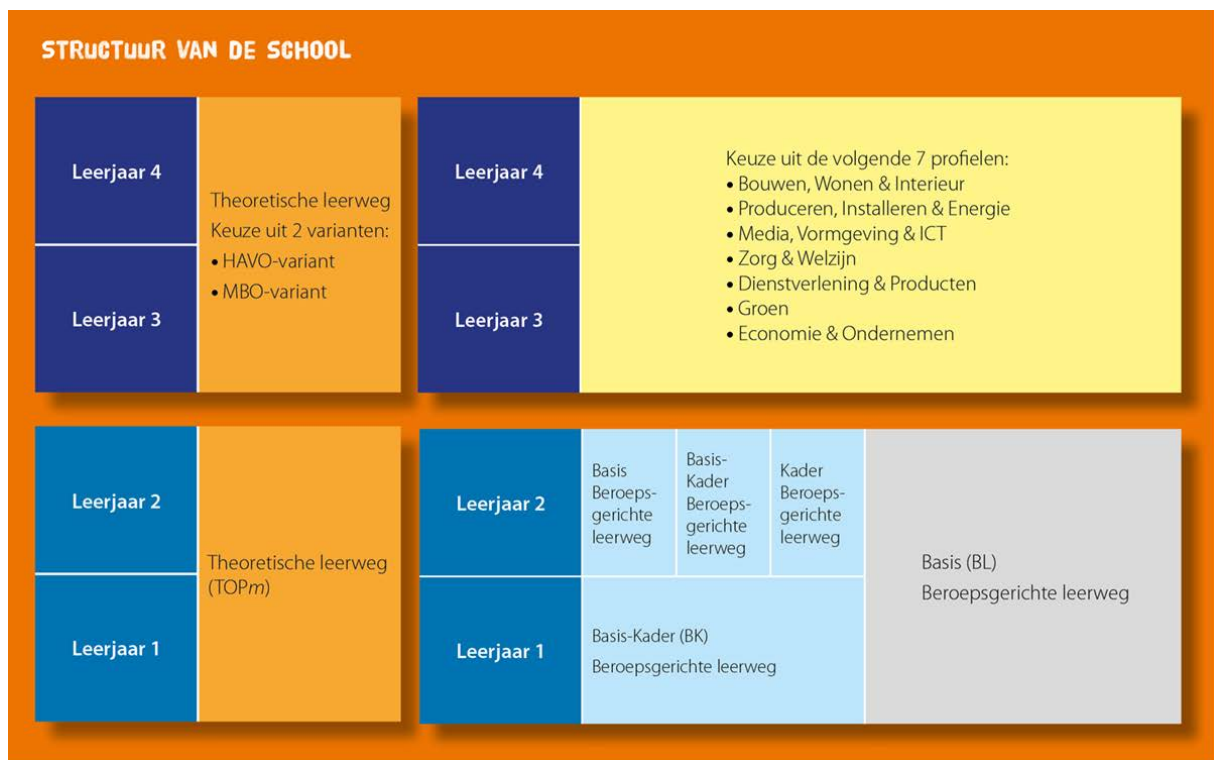 STRUCTUUR VAN DE SCHOOL
Leerjaar 4
Leerjaar 3
Theoretische leerweg
Keuze uit 2 varianten:
• HAVO-variant
• MBO-variant
Leerjaar 4
Leerjaar 3
Keuze uit de volgende 7 profielen:
• Bouwen, Wonen & Interieur
• Produceren, Installeren & Energie
• Media, Vormgeving & ICT
• Zorg & Welzijn
• Dienstverlening & Producten
• Groen
• Economie & Ondernemen
Leerjaar 2
Leerjaar 1
Theoretische leerweg
(TOPm)
Leerjaar 2
Basis
Beroeps-
gerichte
leerweg
Basis-
Kader
Beroeps-
gerichte
leerweg
Kader
Beroeps-
gerichte
leerweg
Leerjaar 1
Basis-Kader (BK)
Beroepsgerichte leerweg
Basis (BL)
Beroepsgerichte leerweg